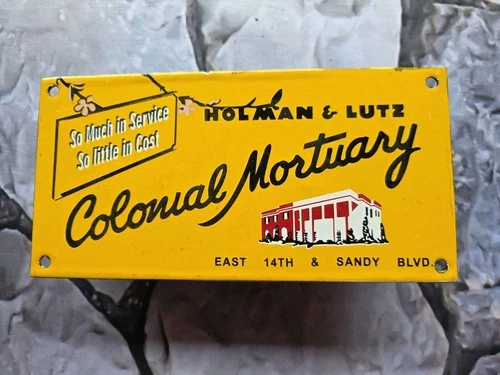 So Much in Service
So little in Cost
HOLMAN & LUTZ
Colonial Mortuary
EAST 14TH & SANDY BLVD.